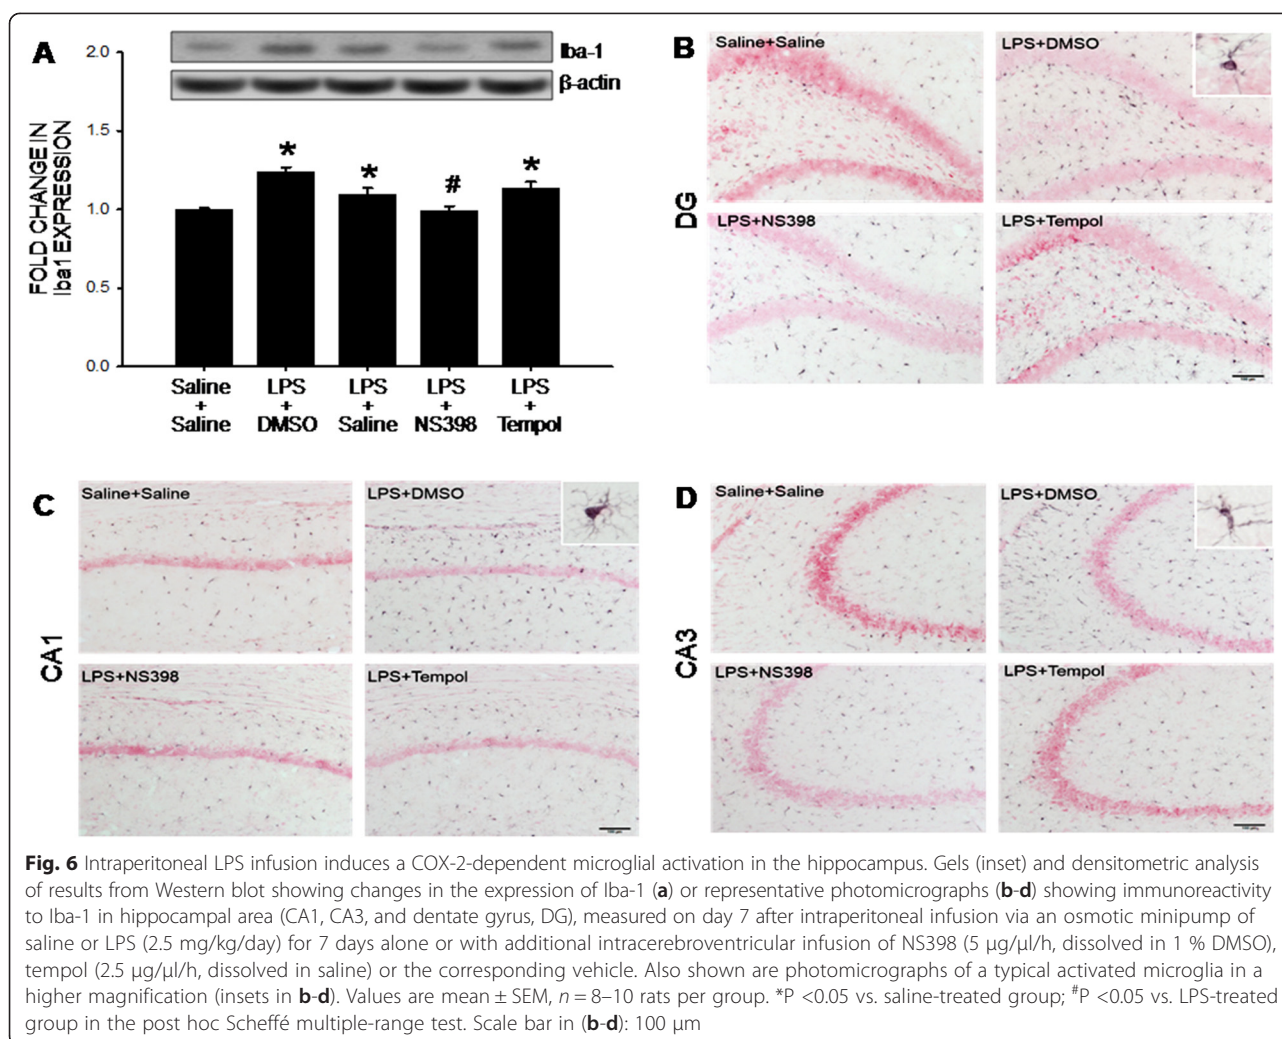 A
2.0
1.5
1.0
0.5
0.0
FOLD CHANGE IN
Iba1 EXPRESSION
Iba-1
β-actin
*
*
#
*
Saline
+
Saline
LPS
+
DMSO
LPS
+
Saline
LPS
+
NS398
LPS
+
Tempol
B
DG
Saline+Saline
LPS+DMSO
LPS+NS398
LPS+Tempol
100 μm
C
CA1
Saline+Saline
LPS+DMSO
LPS+NS398
LPS+Tempol
100 μm
D
CA3
Saline+Saline
LPS+DMSO
LPS+NS398
LPS+Tempol
100 μm
Fig. 6 Intraperitoneal LPS infusion induces a COX-2-dependent microglial activation in the hippocampus. Gels (inset) and densitometric analysis
of results from Western blot showing changes in the expression of Iba-1 (a) or representative photomicrographs (b-d) showing immunoreactivity
to Iba-1 in hippocampal area (CA1, CA3, and dentate gyrus, DG), measured on day 7 after intraperitoneal infusion via an osmotic minipump of
saline or LPS (2.5 mg/kg/day) for 7 days alone or with additional intracerebroventricular infusion of NS398 (5 μg/μl/h, dissolved in 1 % DMSO),
tempol (2.5 μg/μl/h, dissolved in saline) or the corresponding vehicle. Also shown are photomicrographs of a typical activated microglia in a
higher magnification (insets in b-d). Values are mean ± SEM, n = 8–10 rats per group. *P <0.05 vs. saline-treated group; #P <0.05 vs. LPS-treated
group in the post hoc Scheffé multiple-range test. Scale bar in (b-d): 100 μm